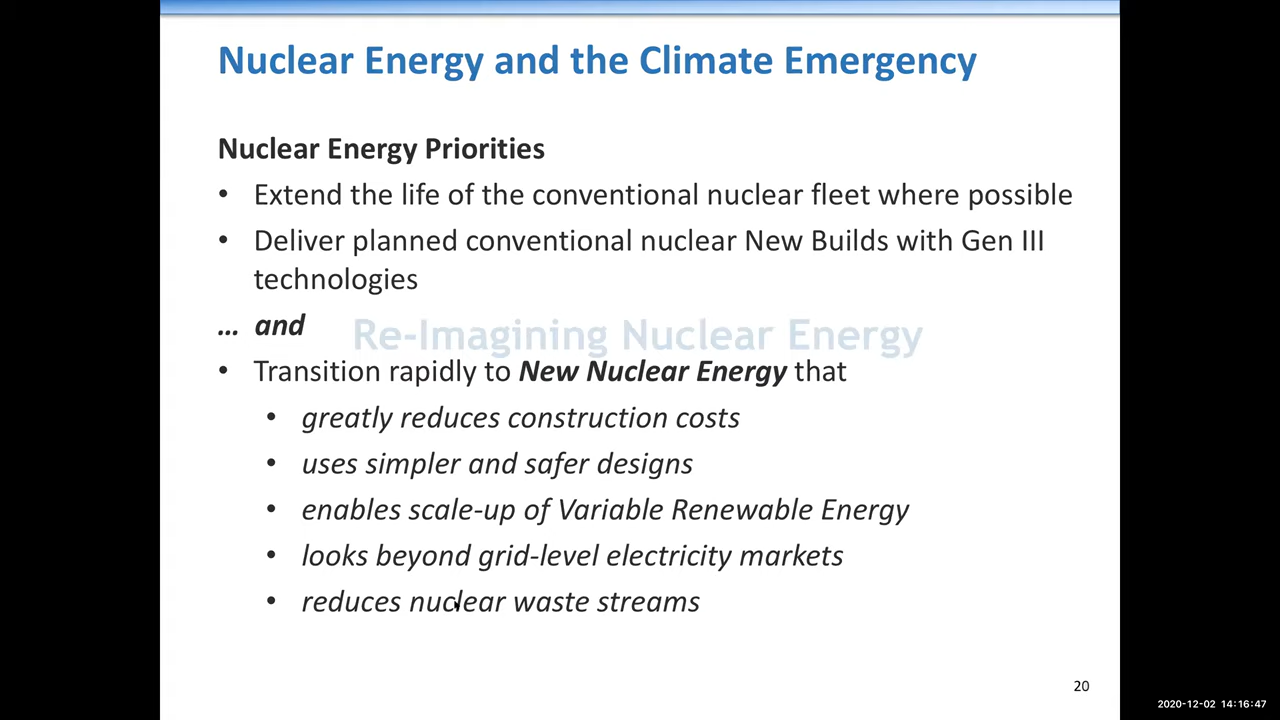 Nuclear Energy and the Climate Emergency
Nuclear Energy Priorities
• Extend the life of the conventional nuclear fleet where possible
• Deliver planned conventional nuclear New Builds with Gen III
technologies
... and
Re-Imagining Nuclear Energy
• Transition rapidly to New Nuclear Energy that
• greatly reduces construction costs
• uses simpler and safer designs
• enables scale-up of Variable Renewable Energy
• looks beyond grid-level electricity markets
• reduces nuclear waste streams
20
2020-12-02 14:16:47